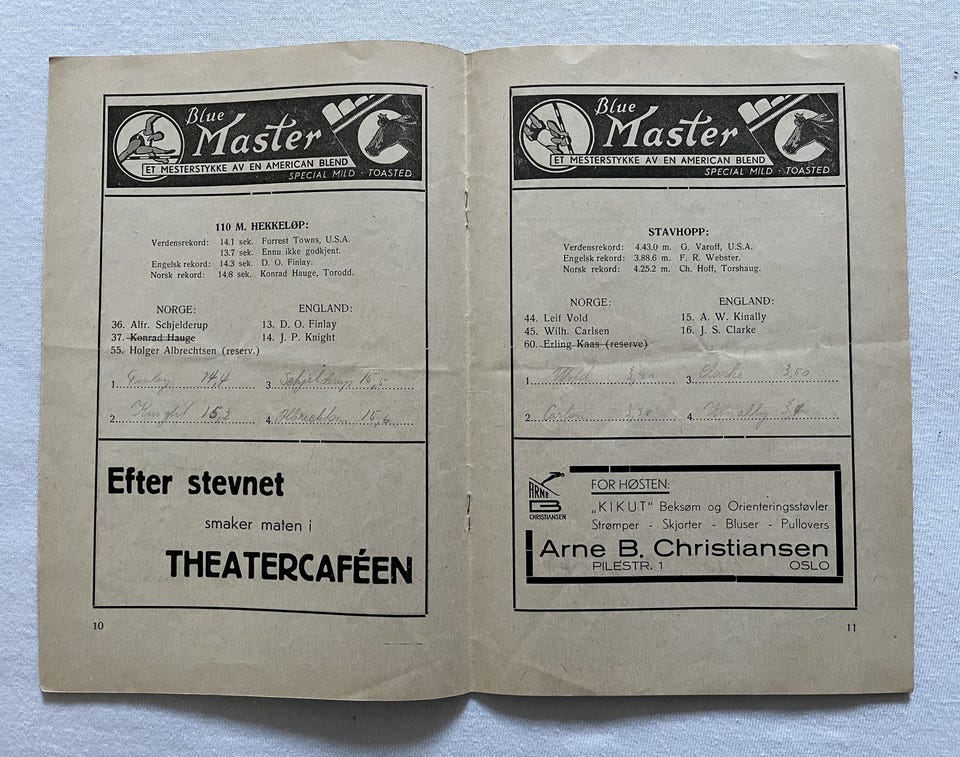 Blue
Master
ET MESTERSTYKKE AV EN AMERICAN BLEND
SPECIAL MILD · TOASTED
110 M. HEKKELØP:
Verdensrekord: 14.1 sek. Forrest Towns, U.S.A.
13.7 sek. Ennu ikke godkjent.
Engelsk rekord: 14.3 sek. D. O. Finlay.
Norsk rekord: 14.8 sek. Konrad Hauge, Torodd.
NORGE: ENGLAND:
36. Alfr. Schjelderup 13. D. O. Finlay
37. Konrad Hauge 14. J. P. Knight
55. Holger Albrechtsen (reserv.)
1. Finlay 14,4 3. Schjelderup 15,5
2. Knight 15,3 4. Albrechtsen 15,6
Efter stevnet
smaker maten i
THEATERCAFÉEN
10
Blue
Master
ET MESTERSTYKKE AV EN AMERICAN BLEND
SPECIAL MILD · TOASTED
STAVHOPP:
Verdensrekord: 4.43.0 m. G. Varoff, U.S.A.
Engelsk rekord: 3.88.6 m. F. R. Webster.
Norsk rekord: 4.25.2 m. Ch. Hoff, Torshaug.
NORGE: ENGLAND:
44. Leif Vold 15. A. W. Kinally
45. Wilh. Carlsen 16. J. S. Clarke
60. Erling Kaas (reserve)
1. 3,90 3. Clarke 3,50
2. Carlsen 3,90 4.
ARNE
B
CHRISTIANSEN
FOR HØSTEN:
„KIKUT" Beksøm og Orienteringsstøvler
Strømper - Skjorter - Bluser - Pullovers
Arne B. Christiansen
PILESTR. 1 OSLO
11